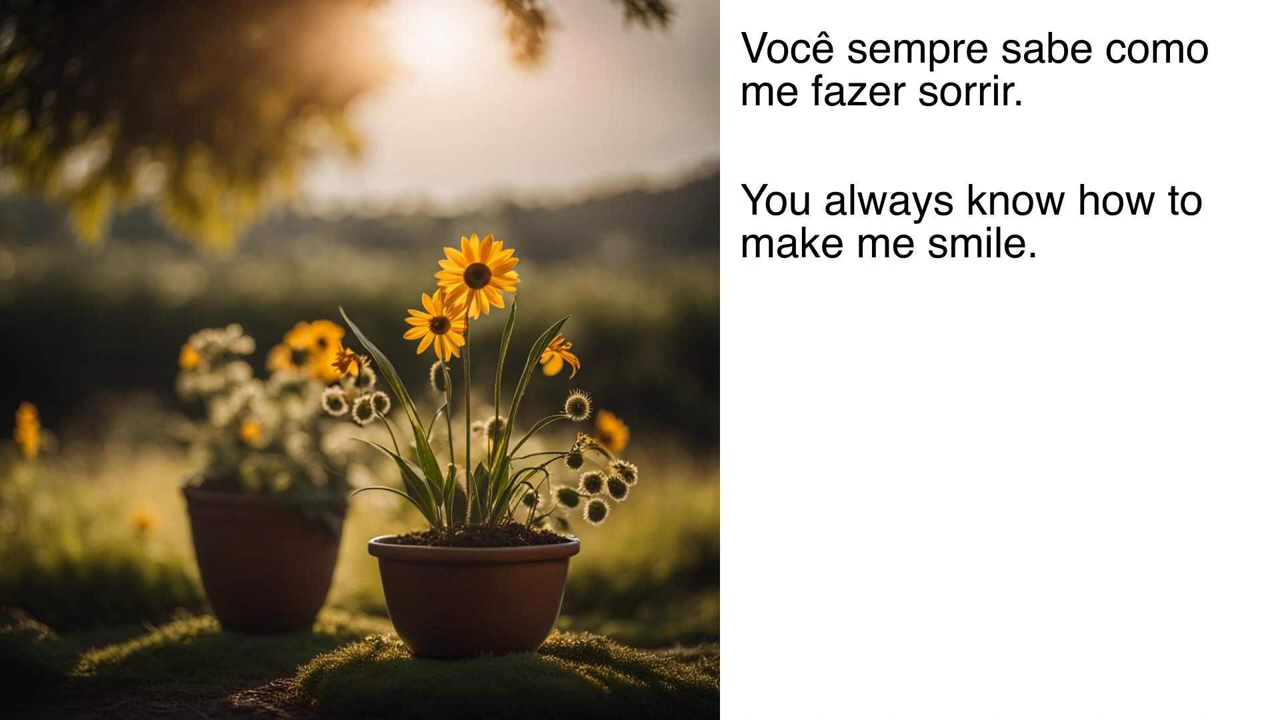 Você sempre sabe como
me fazer sorrir.
You always know how to
make me smile.